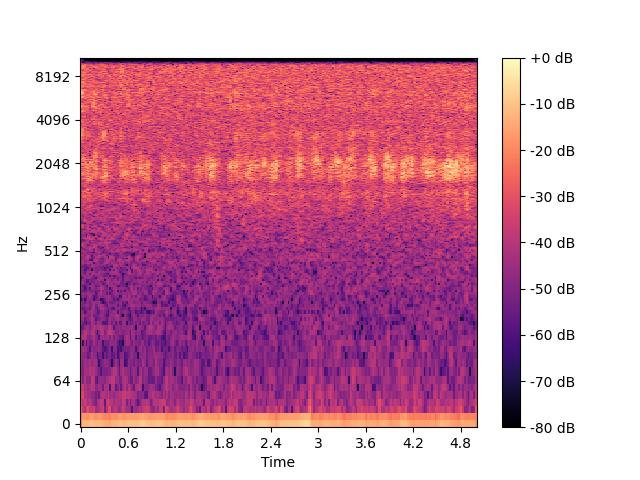 8192
4096
2048
1024
512
256
128
64
0
Hz
0 0.6 1.2 1.8 2.4 3 3.6 4.2 4.8
Time
+0 dB
-10 dB
-20 dB
-30 dB
-40 dB
-50 dB
-60 dB
-70 dB
-80 dB